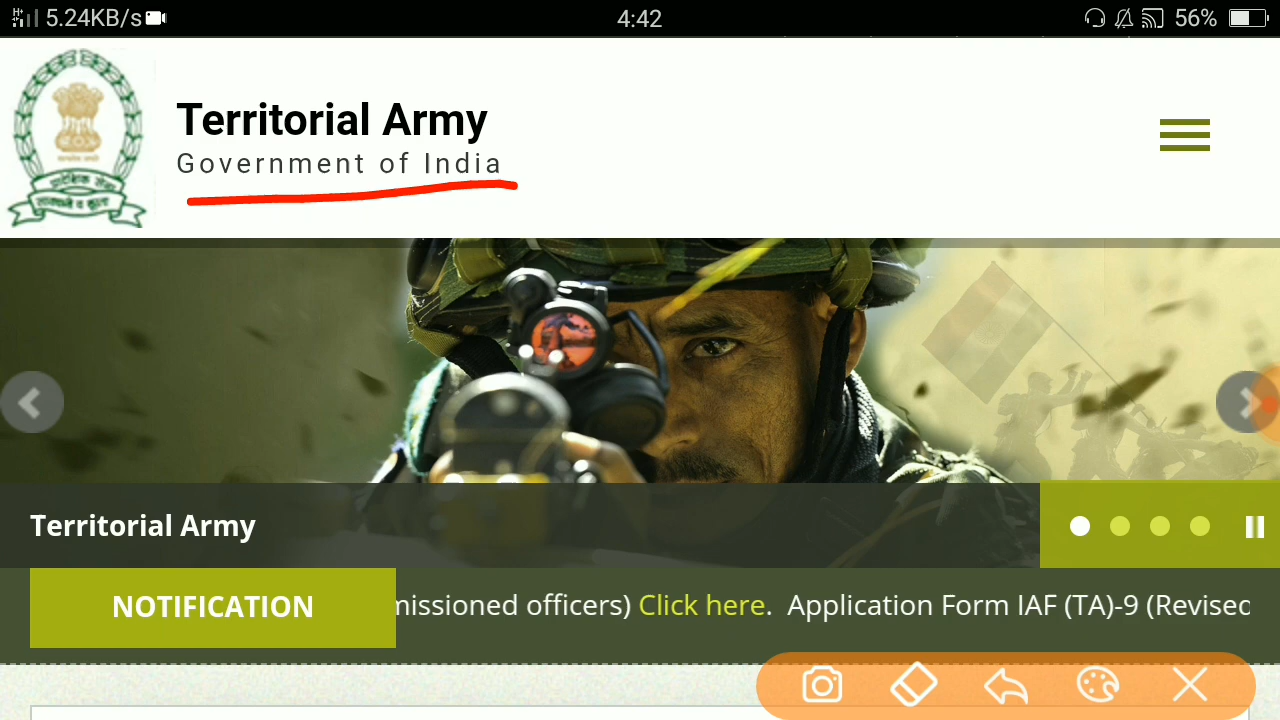 5.24KB/s
4:42
56%
Territorial Army
Government of India
Territorial Army
NOTIFICATION
missioned officers) Click here. Application Form IAF (TA)-9 (Revised